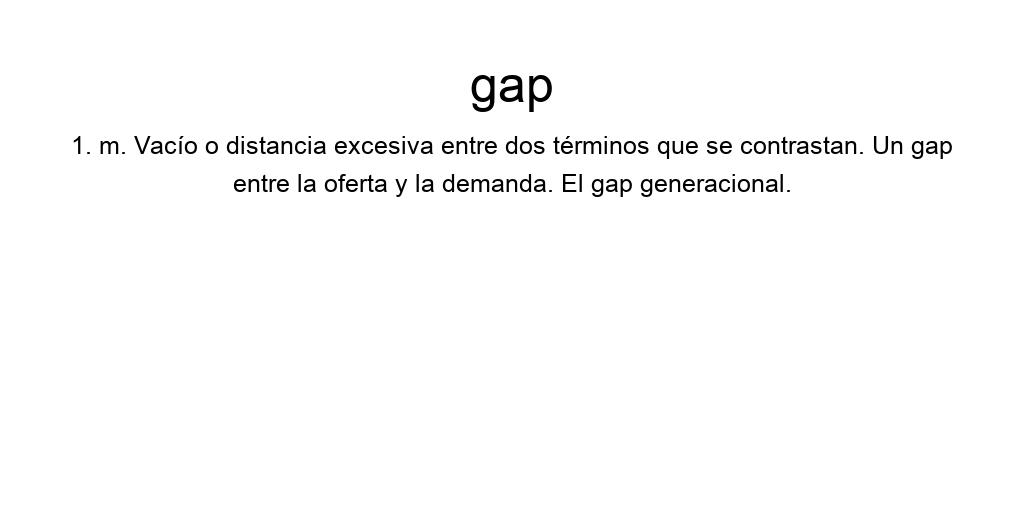 gap
1. m. Vacío o distancia excesiva entre dos términos que se contrastan. Un gap
entre la oferta y la demanda. El gap generacional.